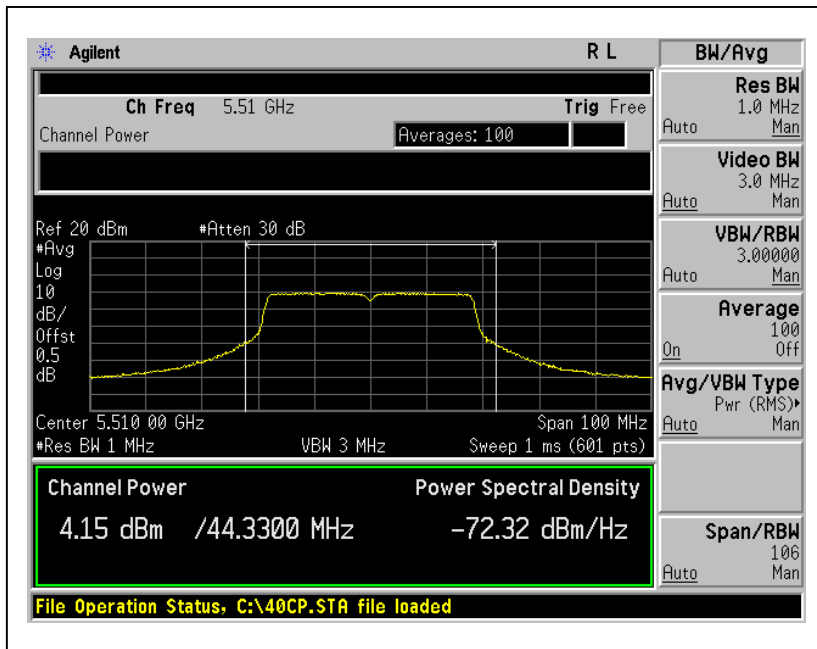 Agilent R L
Ch Freq 5.51 GHz Trig Free
Channel Power Averages: 100
Ref 20 dBm #Atten 30 dB
#Avg
Log
10
dB/
Offst
0.5
dB
Center 5.510 00 GHz Span 100 MHz
#Res BW 1 MHz VBW 3 MHz Sweep 1 ms (601 pts)
Channel Power Power Spectral Density
4.15 dBm /44.3300 MHz -72.32 dBm/Hz
File Operation Status, C:\40CP.STA file loaded
BW/Avg
Res BW
1.0 MHz
Auto Man
Video BW
3.0 MHz
Auto Man
VBW/RBW
3.00000
Auto Man
Average
100
On Off
Avg/VBW Type
Pwr (RMS)▸
Auto Man
Span/RBW
106
Auto Man